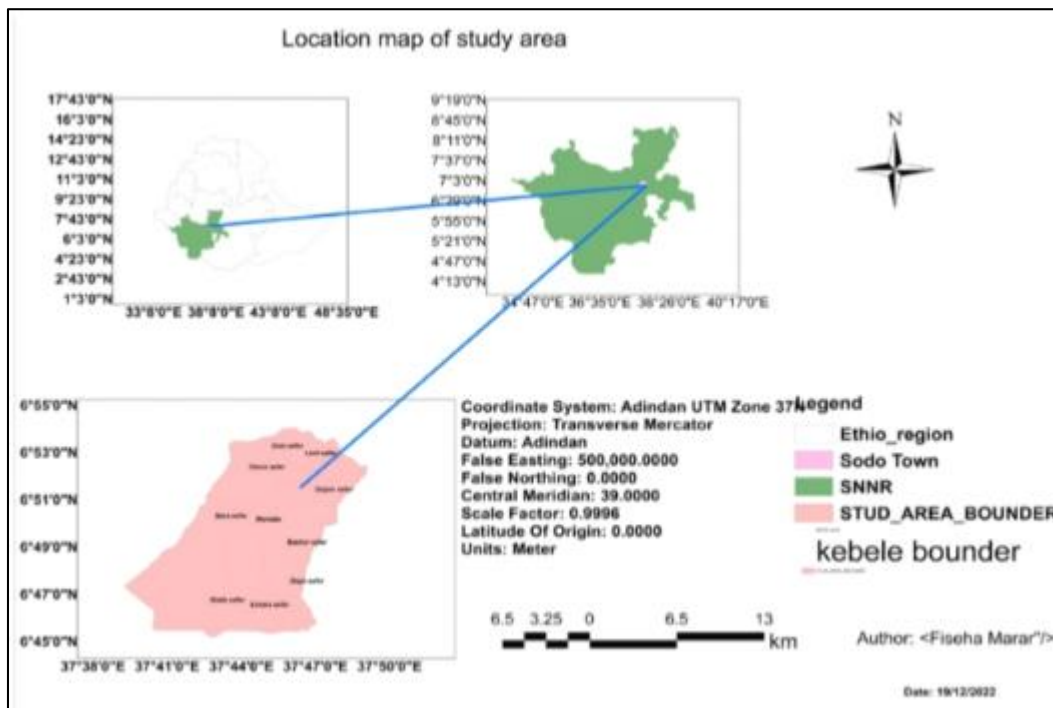 Location map of study area
17°43'0"N
16°3'0"N
14°23'0"N
12°43'0"N
11°3'0"N
9°23'0"N
7°43'0"N
6°3'0"N
4°23'0"N
2°43'0"N
1°3'0"N
33°8'0"E 38°8'0"E 43°8'0"E 48°35'0"E
9°19'0"N
8°45'0"N
8°11'0"N
7°37'0"N
7°3'0"N
6°29'0"N
5°55'0"N
5°21'0"N
4°47'0"N
4°13'0"N
34°47'0"E 36°35'0"E 38°26'0"E 40°17'0"E
N
6°55'0"N
6°53'0"N
6°51'0"N
6°49'0"N
6°47'0"N
6°45'0"N
37°38'0"E 37°41'0"E 37°44'0"E 37°47'0"E 37°50'0"E
Coordinate System: Adindan UTM Zone 37N
Projection: Transverse Mercator
Datum: Adindan
False Easting: 500,000.0000
False Northing: 0.0000
Central Meridian: 39.0000
Scale Factor: 0.9996
Latitude Of Origin: 0.0000
Units: Meter
Legend
Ethio_region
Sodo Town
SNNR
STUD_AREA_BOUNDER
kebele bounder
6.5 3.25 0 6.5 13
km
Author: <Fiseha Marar"/>
Date: 19/12/2022